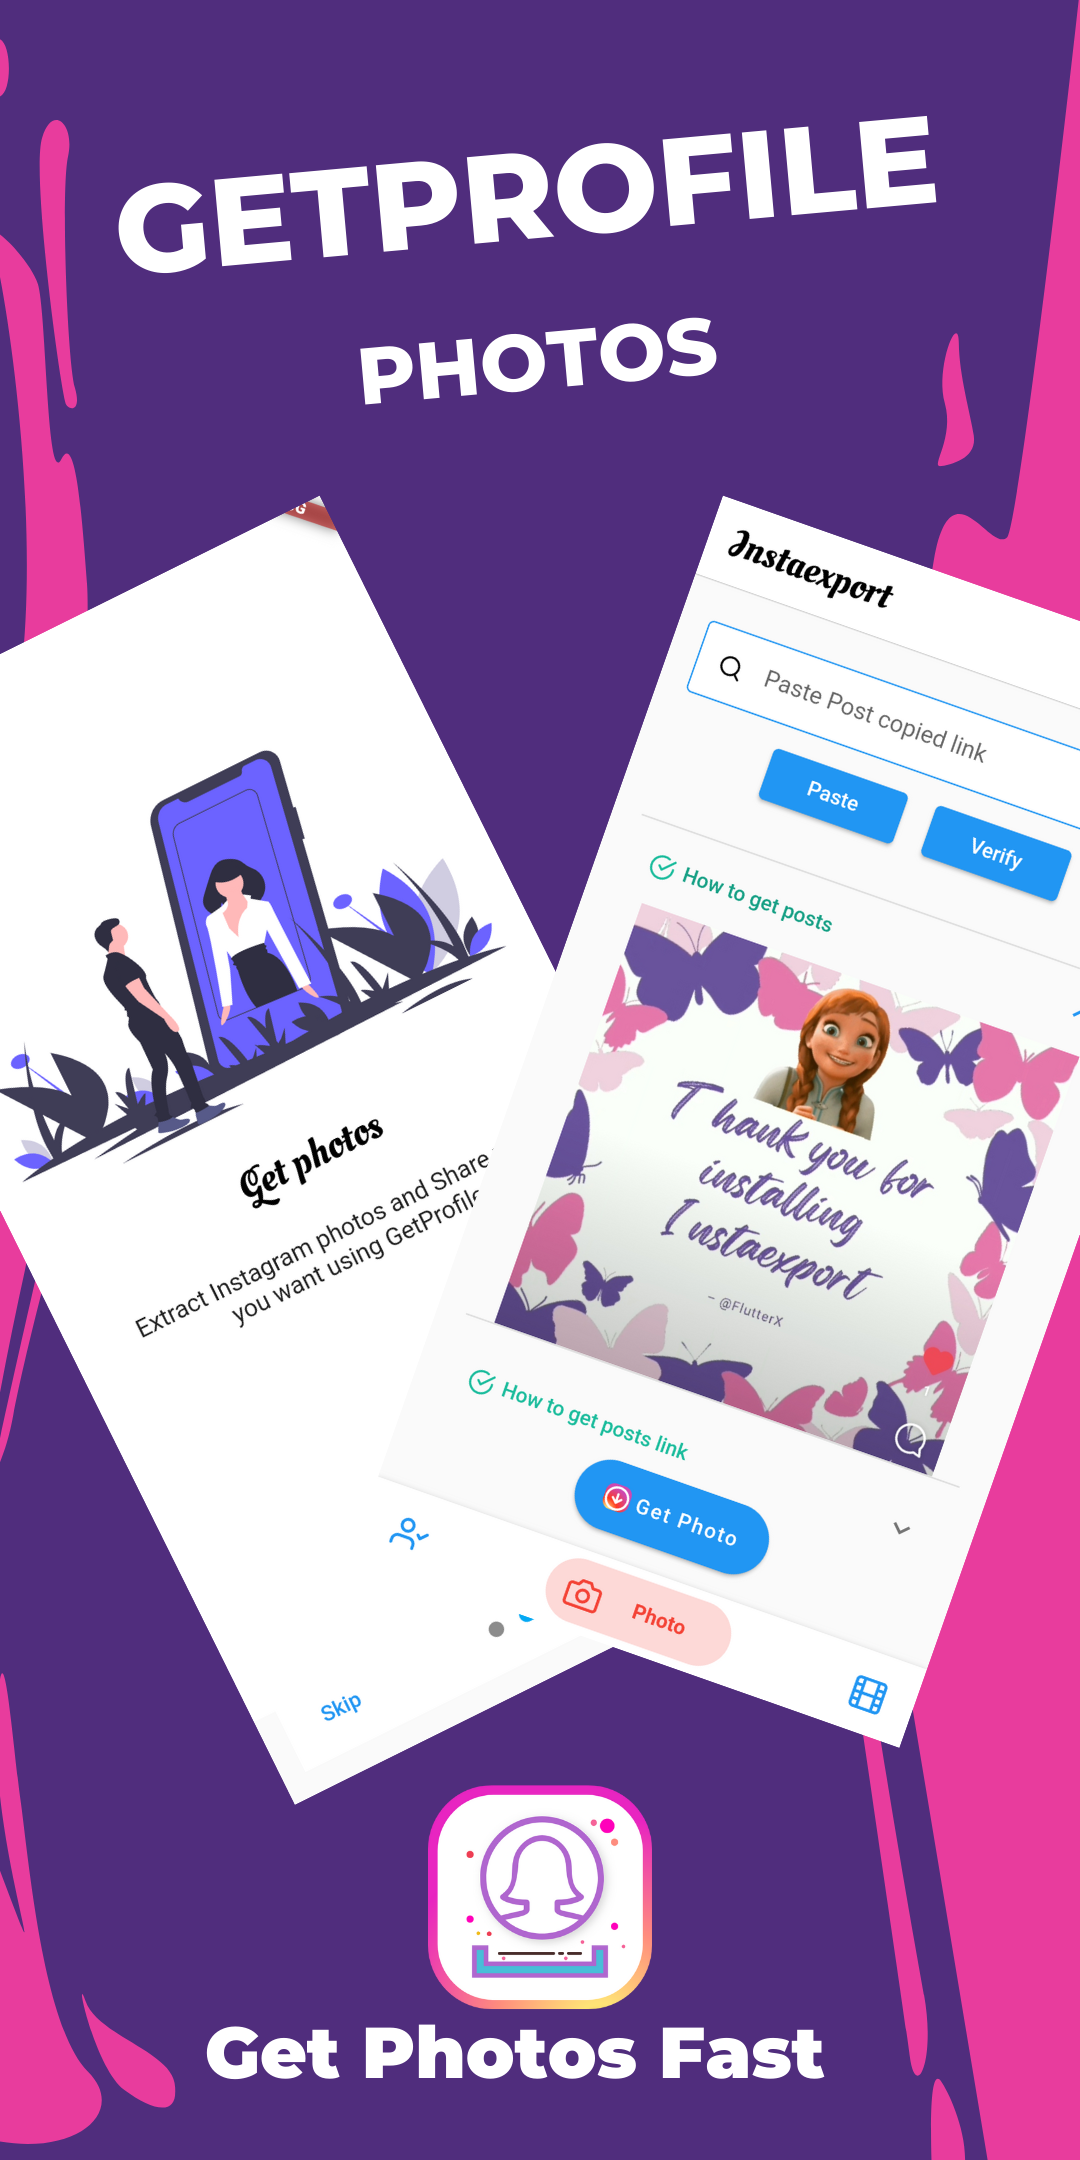 GETPROFILE
PHOTOS
G
Get photos
Extract Instagram photos and Share
you want using GetProfile
Skip
Instaexport
Paste Post copied link
Paste
Verify
How to get posts
Thank you for
installing
Instaexport
– @FlutterX
1
How to get posts link
Get Photo
Photo
Get Photos Fast